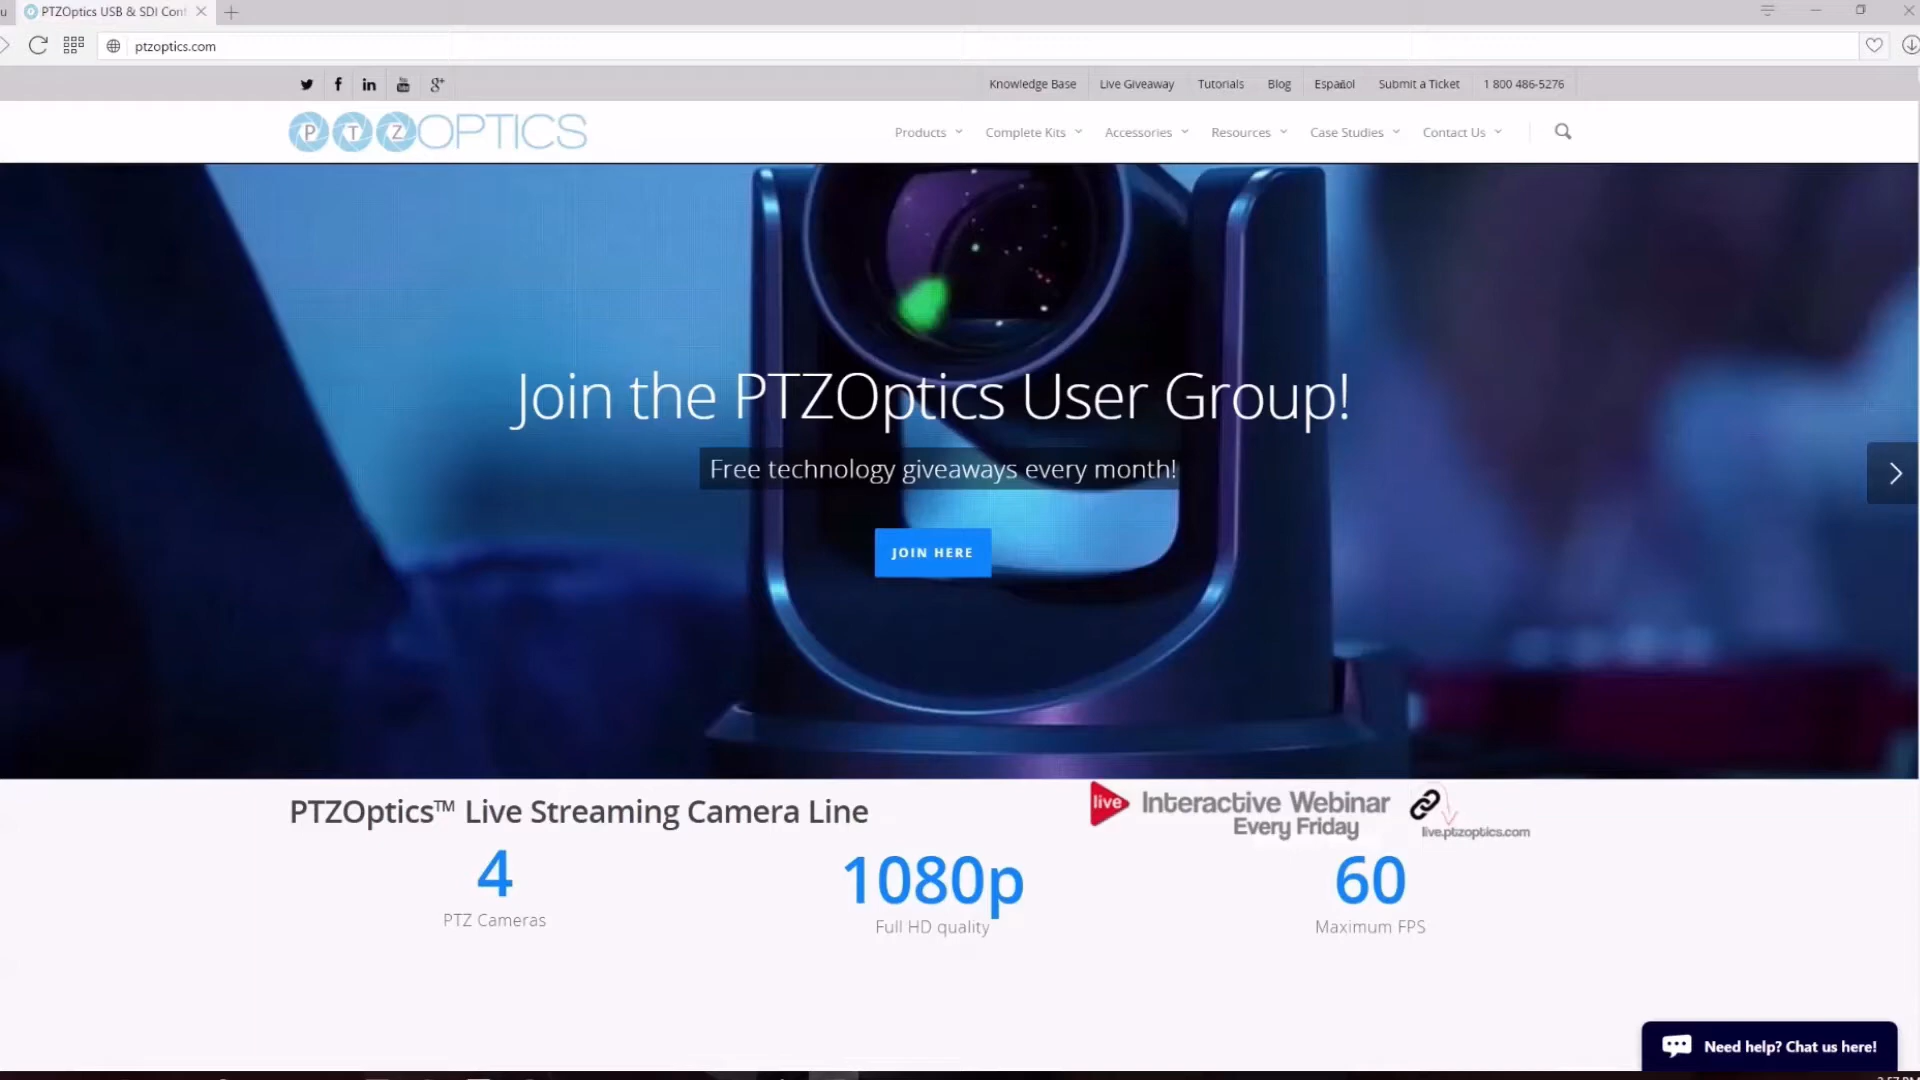 PTZOptics USB & SDI Conf
ptzoptics.com
Knowledge Base Live Giveaway Tutorials Blog Español Submit a Ticket 1 800 486-5276
PTZOPTICS
Products Complete Kits Accessories Resources Case Studies Contact Us
Join the PTZOptics User Group!
Free technology giveaways every month!
JOIN HERE
PTZOptics™ Live Streaming Camera Line
live Interactive Webinar
Every Friday
live.ptzoptics.com
4
PTZ Cameras
1080p
Full HD quality
60
Maximum FPS
Need help? Chat us here!